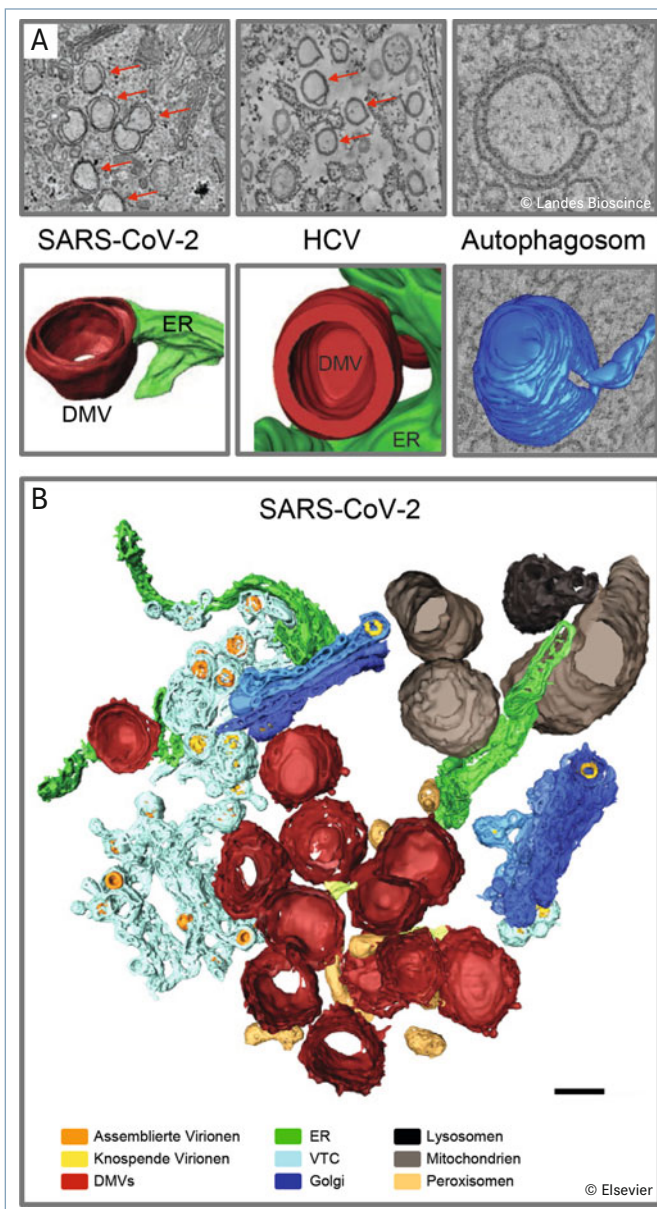 A
© Landes Bioscince
SARS-CoV-2 HCV Autophagosom
ER
DMV
DMV
ER
B
SARS-CoV-2
Assemblierte Virionen
Knospende Virionen
DMVs
ER
VTC
Golgi
Lysosomen
Mitochondrien
Peroxisomen
© Elsevier